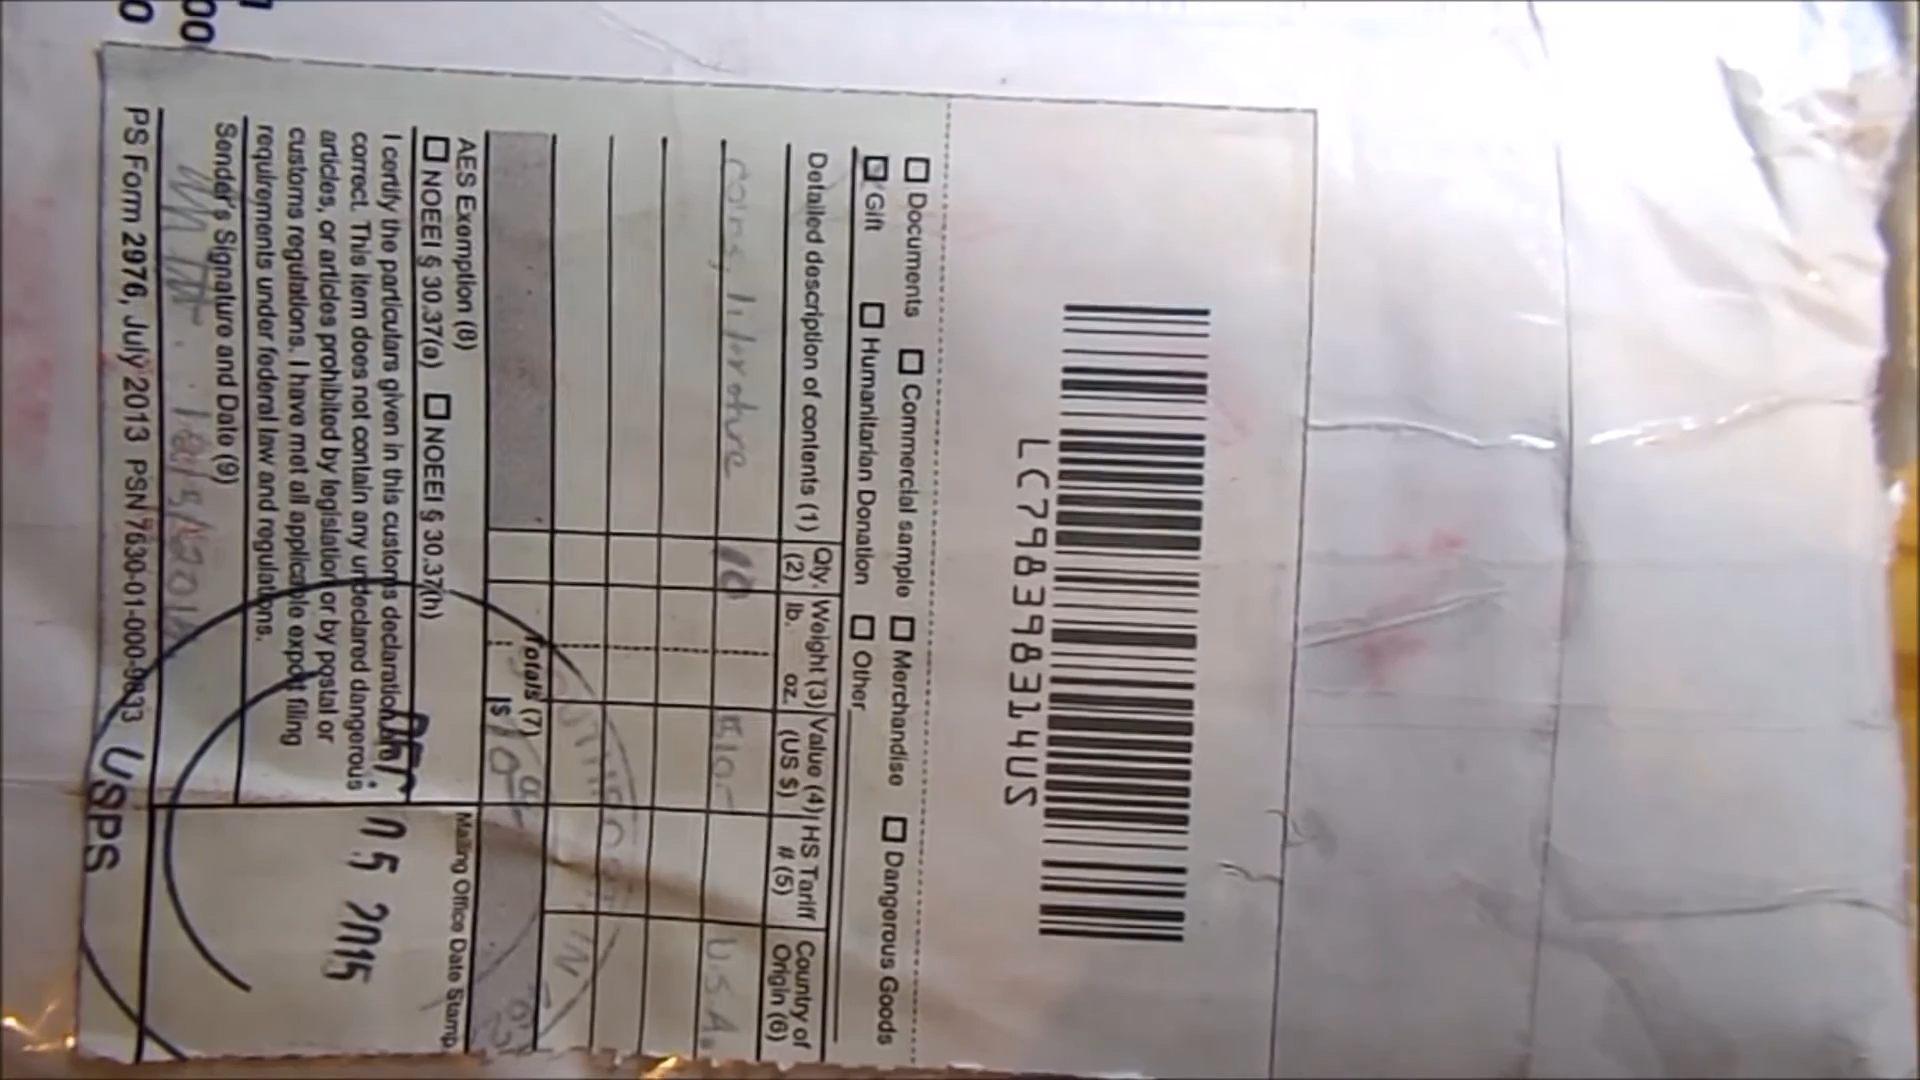 LC798398314US
☐ Documents ☐ Commercial sample ☐ Merchandise ☐ Dangerous Goods
☐ Gift ☐ Humanitarian Donation ☐ Other
Detailed description of contents (1) Qty. (2) Weight (3) lb. oz. Value (4) (US $) HS Tariff # (5) Country of Origin (6)
coins, literature 10 U.S.A.
Totals (7) $
AES Exemption (8)
☐ NOEEI § 30.37(a) ☐ NOEEI § 30.37(h)
Mailing Office Date Stamp
I certify the particulars given in this customs declaration are
correct. This item does not contain any undeclared dangerous
articles, or articles prohibited by legislation or by postal or
customs regulations. I have met all applicable export filing
requirements under federal law and regulations.
05 2015
Sender's Signature and Date (9)
PS Form 2976, July 2013 PSN 7530-01-000-9833
USPS